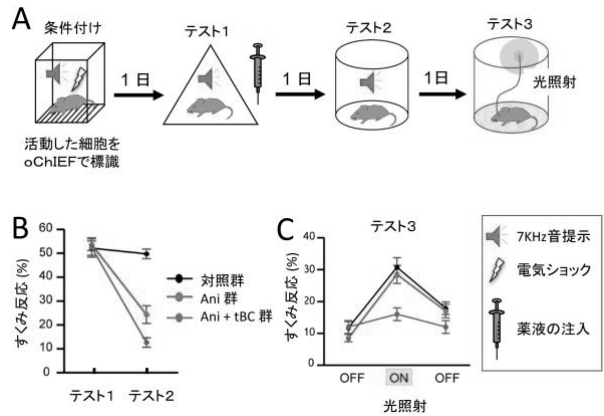 A
条件付け
テスト1
テスト2
テスト3
1日
1日
1日
光照射
活動した細胞を
oChIEFで標識
B
すくみ反応 (%)
60
50
40
30
20
10
0
テスト1 テスト2
対照群
Ani 群
Ani + tBC 群
C
テスト3
すくみ反応 (%)
40
30
20
10
0
OFF ON OFF
光照射
7KHz音提示
電気ショック
薬液の注入